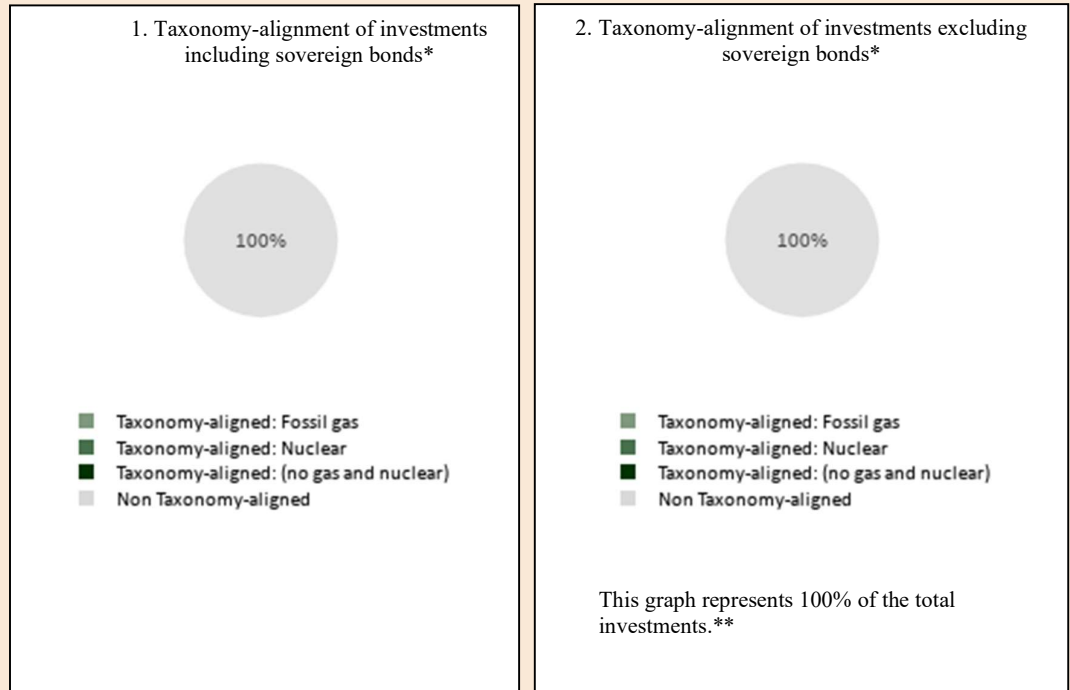 1. Taxonomy-alignment of investments
including sovereign bonds*
100%
Taxonomy-aligned: Fossil gas
Taxonomy-aligned: Nuclear
Taxonomy-aligned: (no gas and nuclear)
Non Taxonomy-aligned
2. Taxonomy-alignment of investments excluding
sovereign bonds*
100%
Taxonomy-aligned: Fossil gas
Taxonomy-aligned: Nuclear
Taxonomy-aligned: (no gas and nuclear)
Non Taxonomy-aligned
This graph represents 100% of the total
investments.**